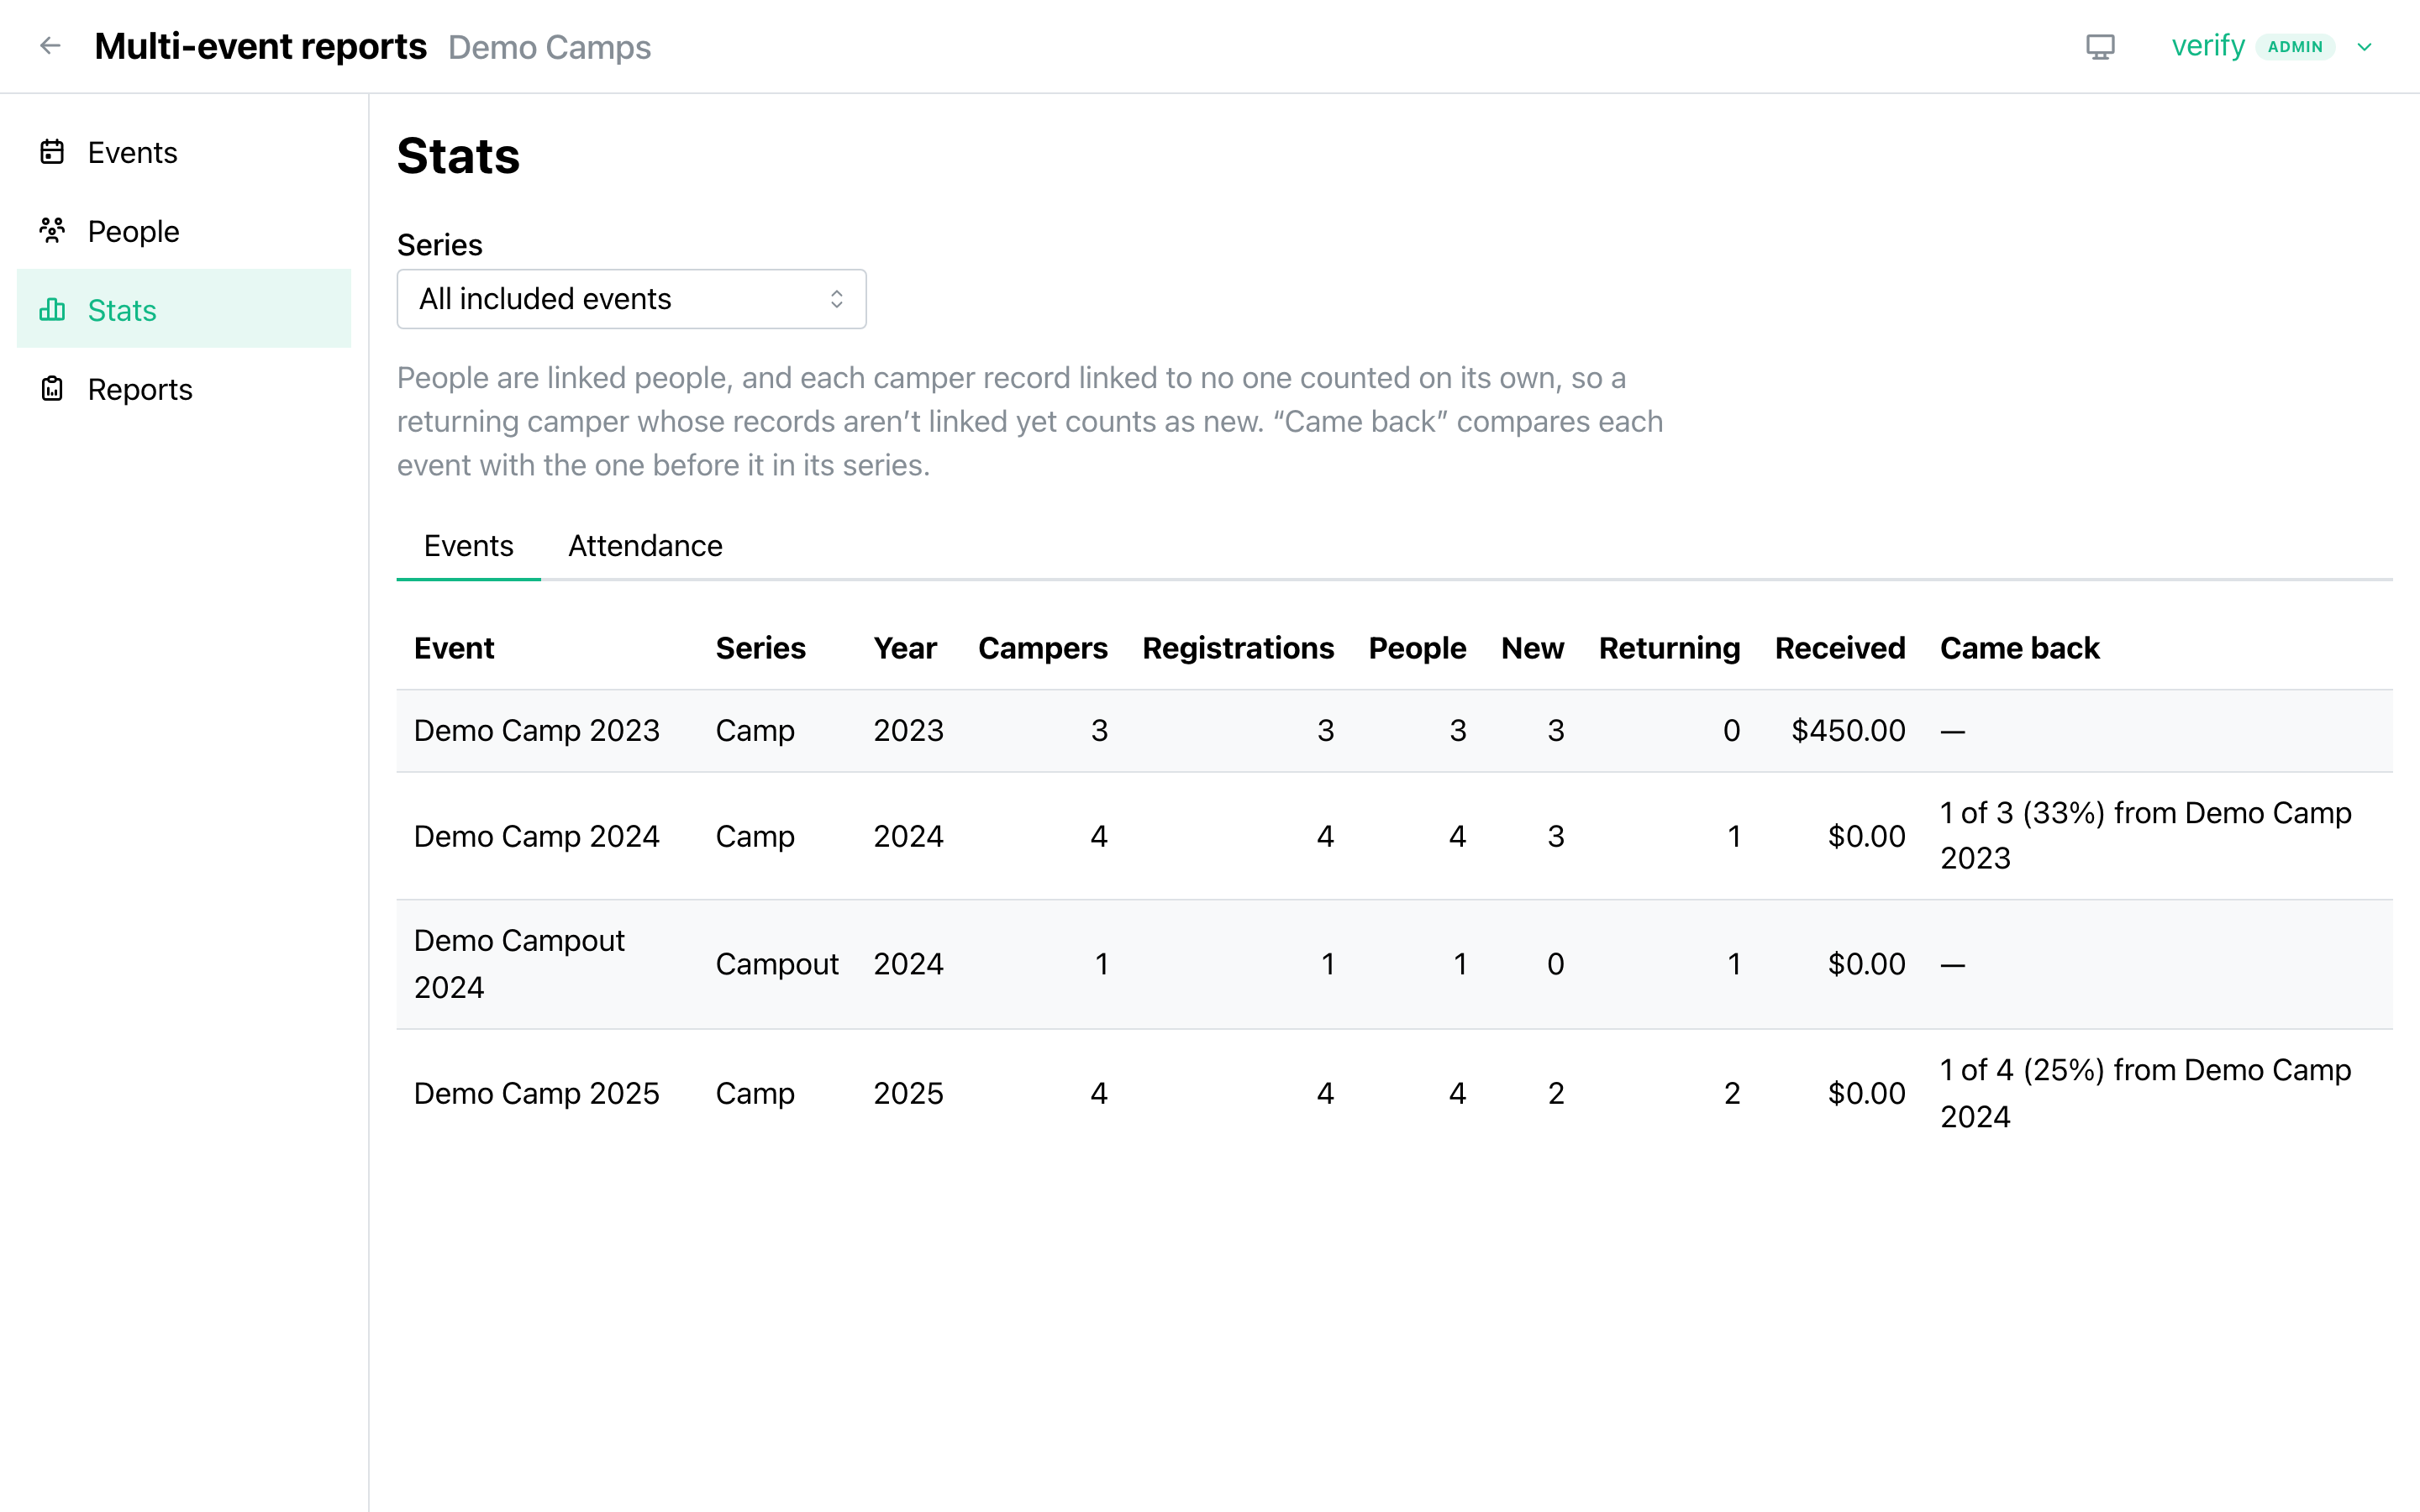 Multi-event reports Demo Camps
verify ADMIN
Events
People
Stats
Reports
Stats
Series
All included events
People are linked people, and each camper record linked to no one counted on its own, so a
returning camper whose records aren’t linked yet counts as new. “Came back” compares each
event with the one before it in its series.
Events Attendance
Event Series Year Campers Registrations People New Returning Received Came back
Demo Camp 2023 Camp 2023 3 3 3 3 0 $450.00 —
Demo Camp 2024 Camp 2024 4 4 4 3 1 $0.00 1 of 3 (33%) from Demo Camp
2023
Demo Campout
2024 Campout 2024 1 1 1 0 1 $0.00 —
Demo Camp 2025 Camp 2025 4 4 4 2 2 $0.00 1 of 4 (25%) from Demo Camp
2024